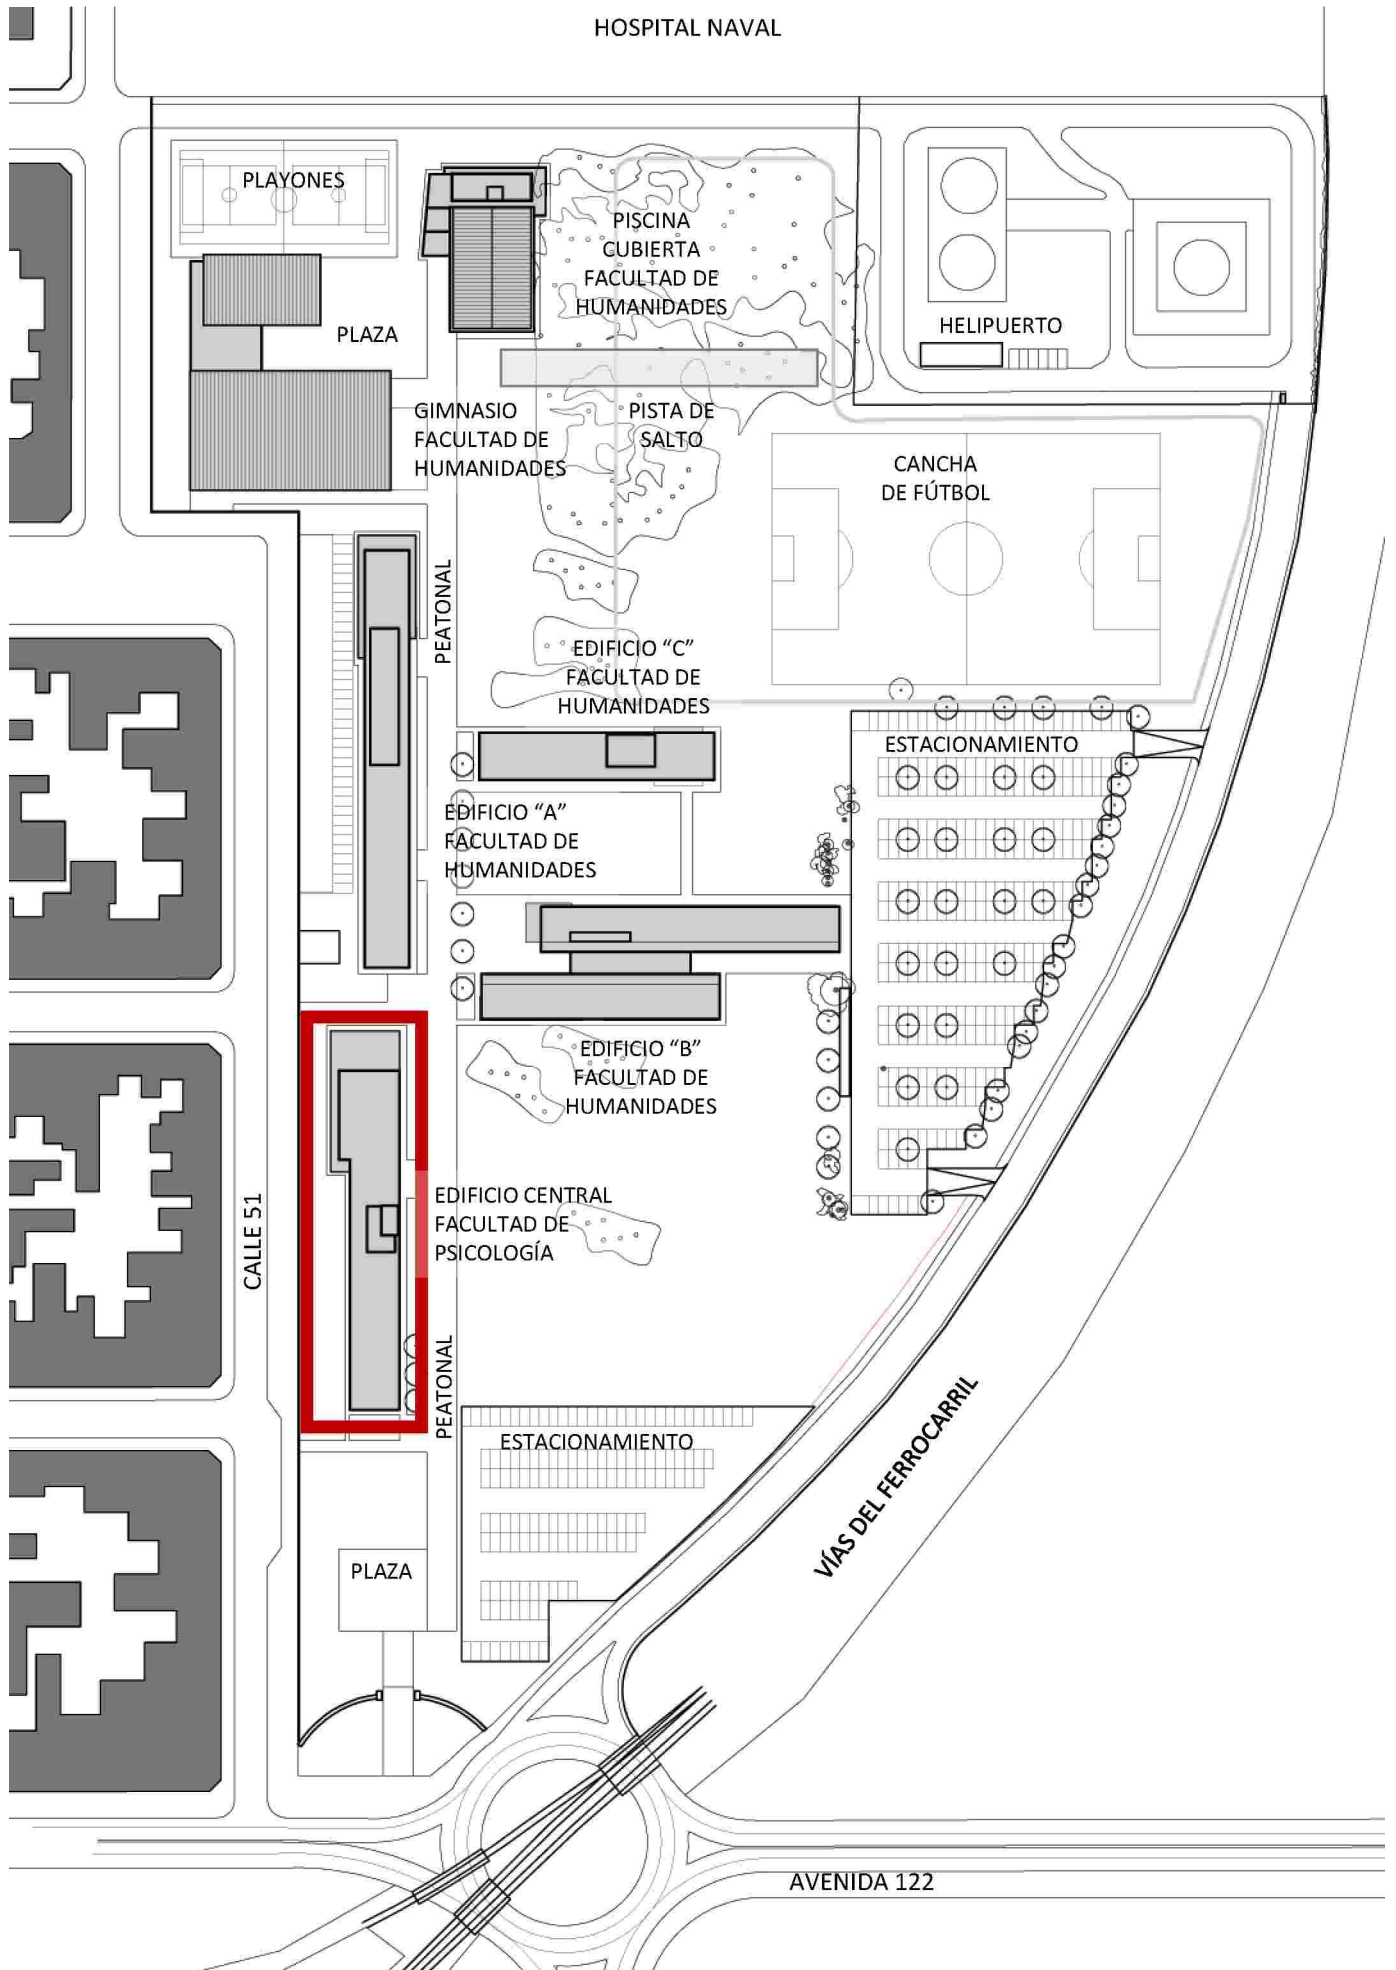 HOSPITAL NAVAL
PLAYONES
PISCINA
CUBIERTA
FACULTAD DE
HUMANIDADES
PLAZA
HELIPUERTO
GIMNASIO
FACULTAD DE
HUMANIDADES
PISTA DE
SALTO
CANCHA
DE FÚTBOL
PEATONAL
EDIFICIO “C”
FACULTAD DE
HUMANIDADES
ESTACIONAMIENTO
EDIFICIO “A”
FACULTAD DE
HUMANIDADES
EDIFICIO “B”
FACULTAD DE
HUMANIDADES
CALLE 51
EDIFICIO CENTRAL
FACULTAD DE
PSICOLOGÍA
PEATONAL
ESTACIONAMIENTO
VÍAS DEL FERROCARRIL
PLAZA
AVENIDA 122